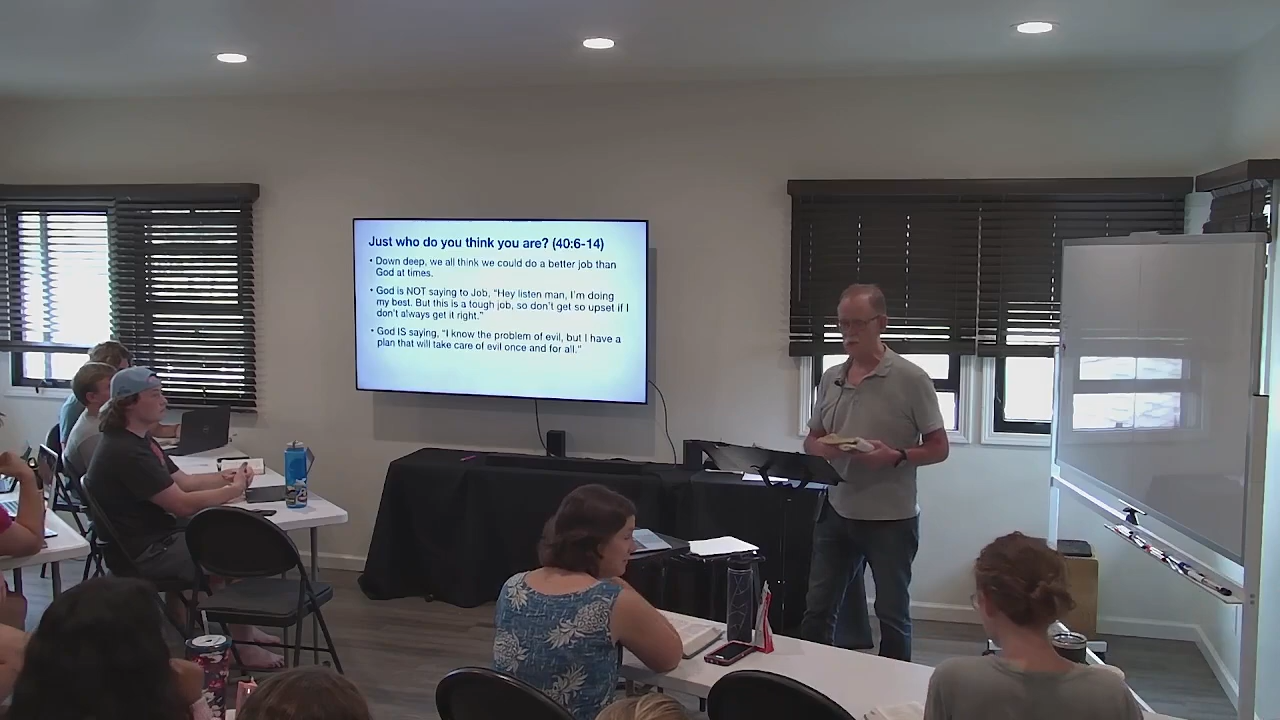 Just who do you think you are? (40:6-14)
• Down deep, we all think we could do a better job than
God at times.
• God is NOT saying to Job, “Hey listen man, I’m doing
my best. But this is a tough job, so don’t get so upset if I
don’t always get it right.”
• God IS saying, “I know the problem of evil, but I have a
plan that will take care of evil once and for all.”